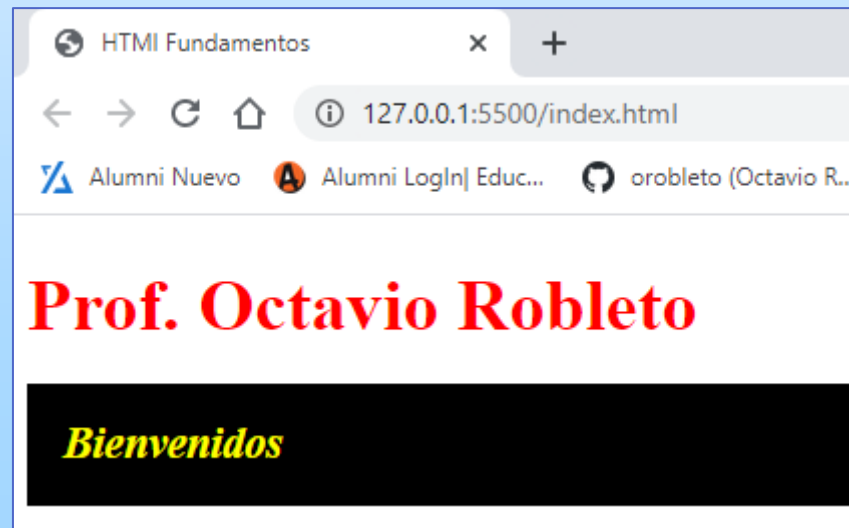 HTMl Fundamentos
127.0.0.1:5500/index.html
Alumni Nuevo Alumni LogIn| Educ... orobleto (Octavio R...
Prof. Octavio Robleto
Bienvenidos